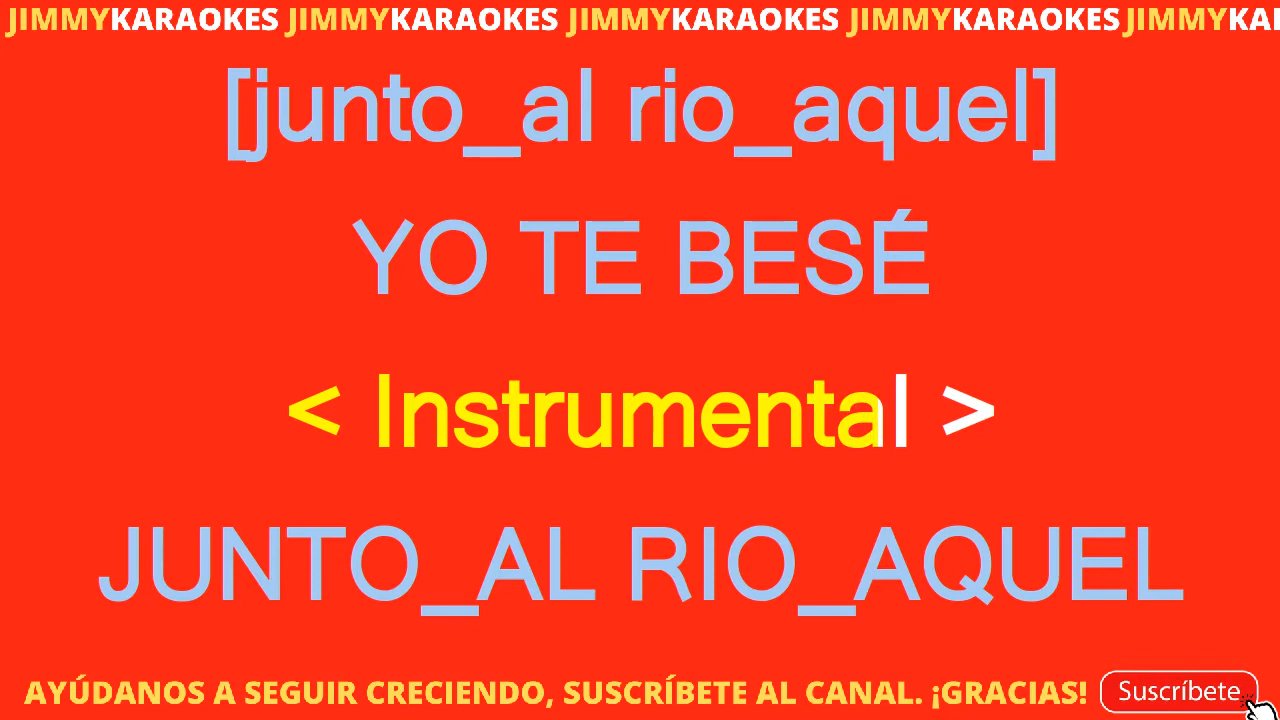 JIMMYKARAOKES JIMMYKARAOKES JIMMYKARAOKES JIMMYKARAOKES JIMMYKA
[junto_al rio_aquel]
YO TE BESÉ
< Instrumental >
JUNTO_AL RIO_AQUEL
AYÚDANOS A SEGUIR CRECIENDO, SUSCRÍBETE AL CANAL. ¡GRACIAS! Suscríbete